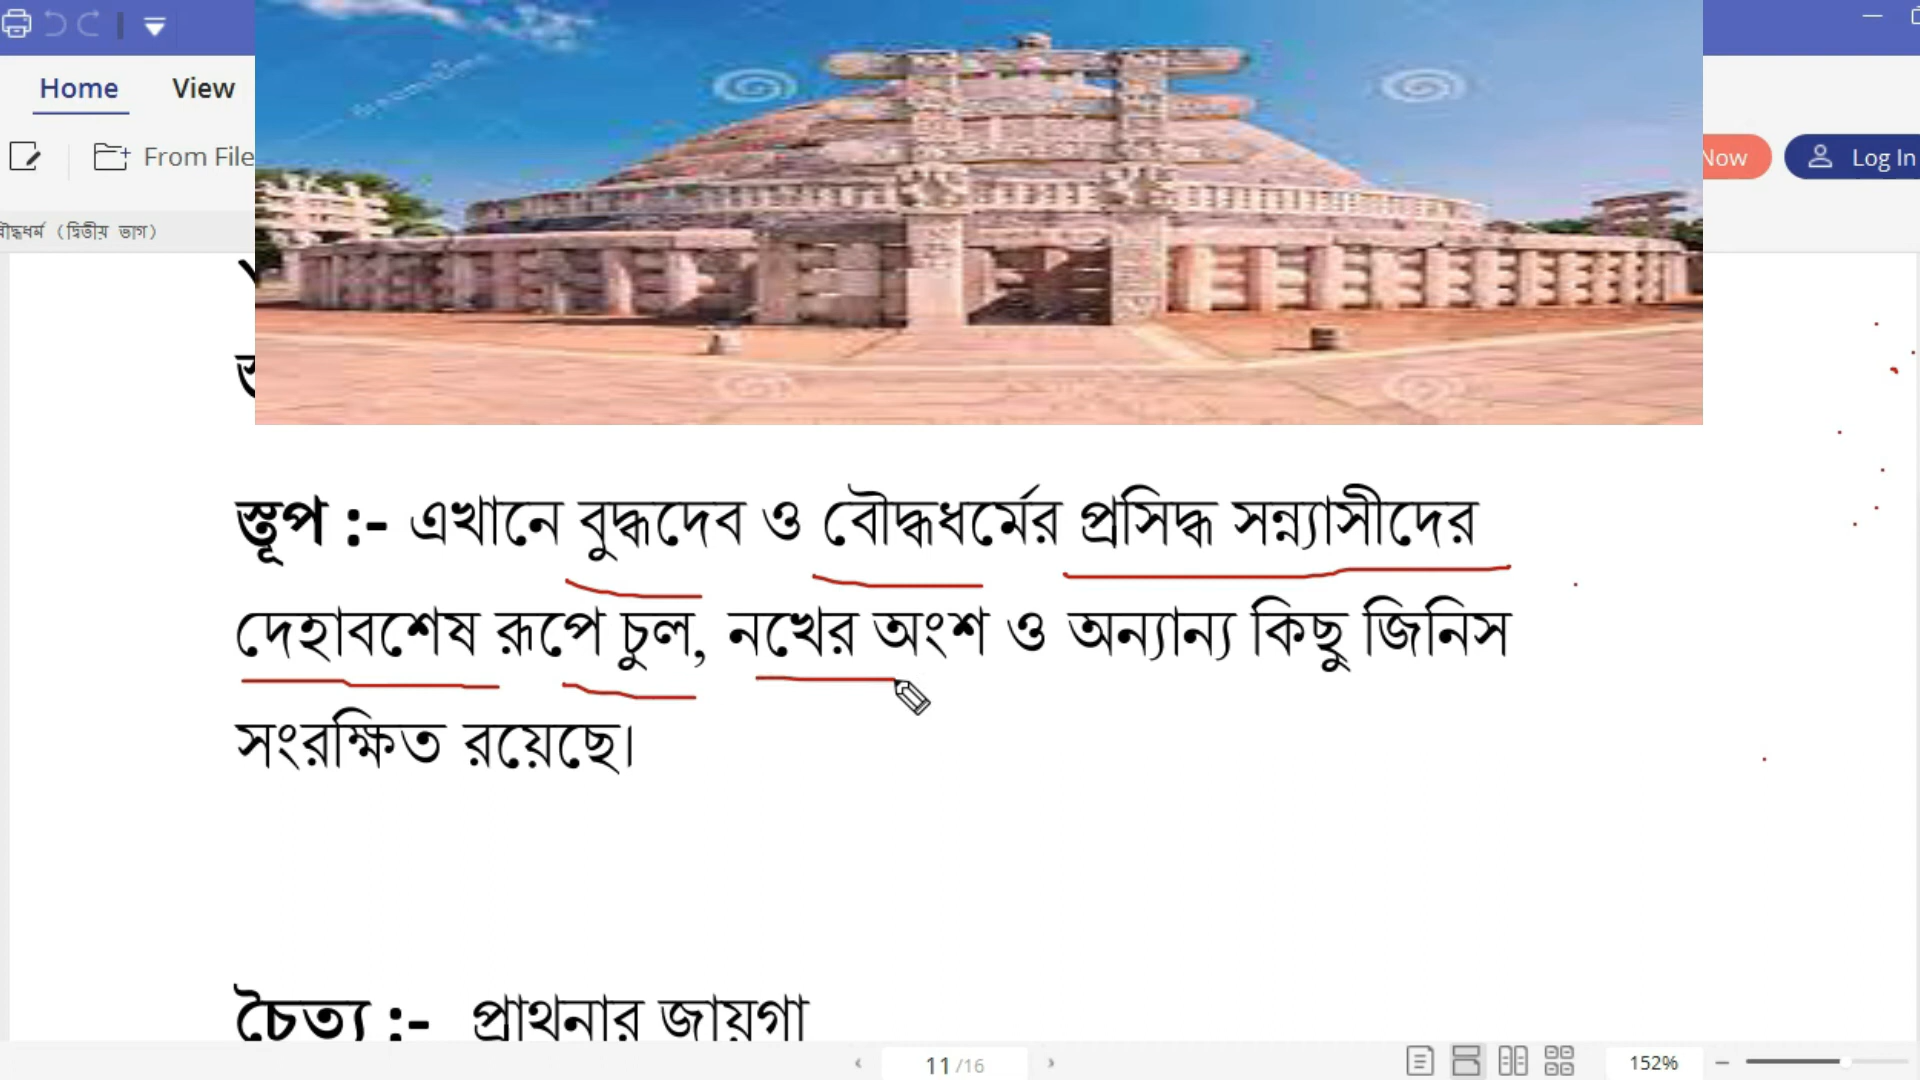 Home View
From File
Now
Log In
(দ্বিতীয় ভাগ)
dreamstime
স্তূপ :- এখানে বুদ্ধদেব ও বৌদ্ধধর্মের প্রসিদ্ধ সন্ন্যাসীদের
দেহাবশেষ রূপে চুল, নখের অংশ ও অন্যান্য কিছু জিনিস
সংরক্ষিত রয়েছে।
চৈত্য :- প্রার্থনার জায়গা
11 /16
152%